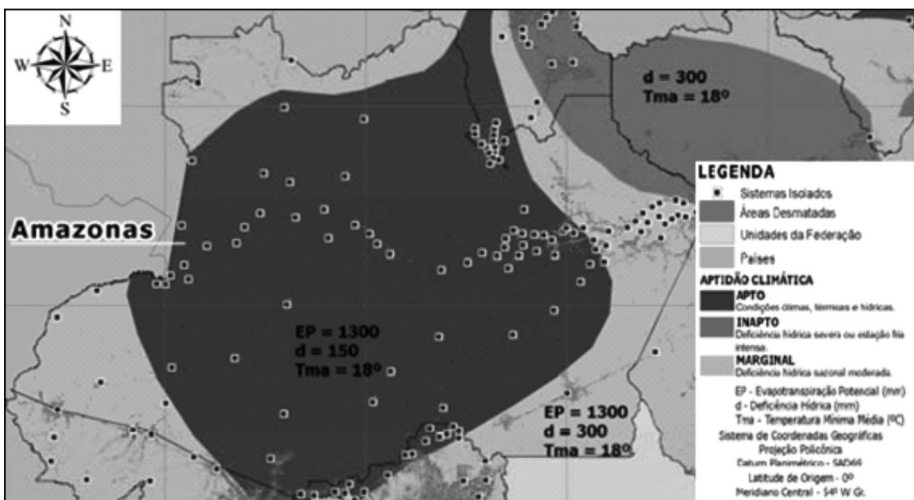 N
W E
S
d = 300
Tma = 18º
Amazonas
EP = 1300
d = 150
Tma = 18º
EP = 1300
d = 300
Tma = 18º
LEGENDA
Sistemas Isolados
Áreas Desmatadas
Unidades da Federação
Países
APTIDÃO CLIMÁTICA
APTO
Condições ótimas, térmicas e hídricas.
INAPTO
Deficiência hídrica severa ou estação fria
intensa.
MARGINAL
Deficiência hídrica sazonal moderada.
EP - Evapotranspiração Potencial (mm)
d - Deficiência Hídrica (mm)
Tma - Temperatura Mínima Média (ºC)
Sistema de Coordenadas Geográficas
Projeção Policônica
Datum Planimétrico - SAD69
Latitude de Origem - 0º
Meridiano Central - 54º W Gr.